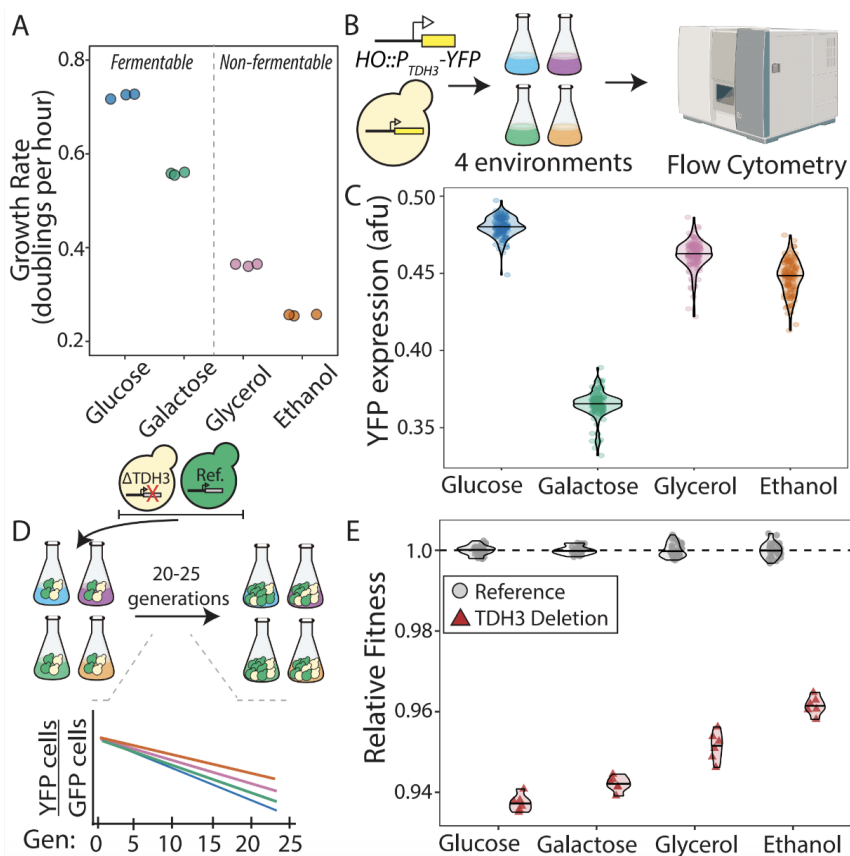 A
Fermentable
Non-fermentable
0.8
0.6
0.4
0.2
Growth Rate
(doublings per hour)
Glucose
Galactose
Glycerol
Ethanol
B
HO::P_TDH3-YFP
4 environments
Flow Cytometry
C
0.50
0.45
0.40
0.35
YFP expression (afu)
Glucose
Galactose
Glycerol
Ethanol
ΔTDH3
Ref.
D
20-25
generations
YFP cells
GFP cells
Gen:
0
5
10
15
20
25
E
1.0
0.98
0.96
0.94
Relative Fitness
Reference
TDH3 Deletion
Glucose
Galactose
Glycerol
Ethanol